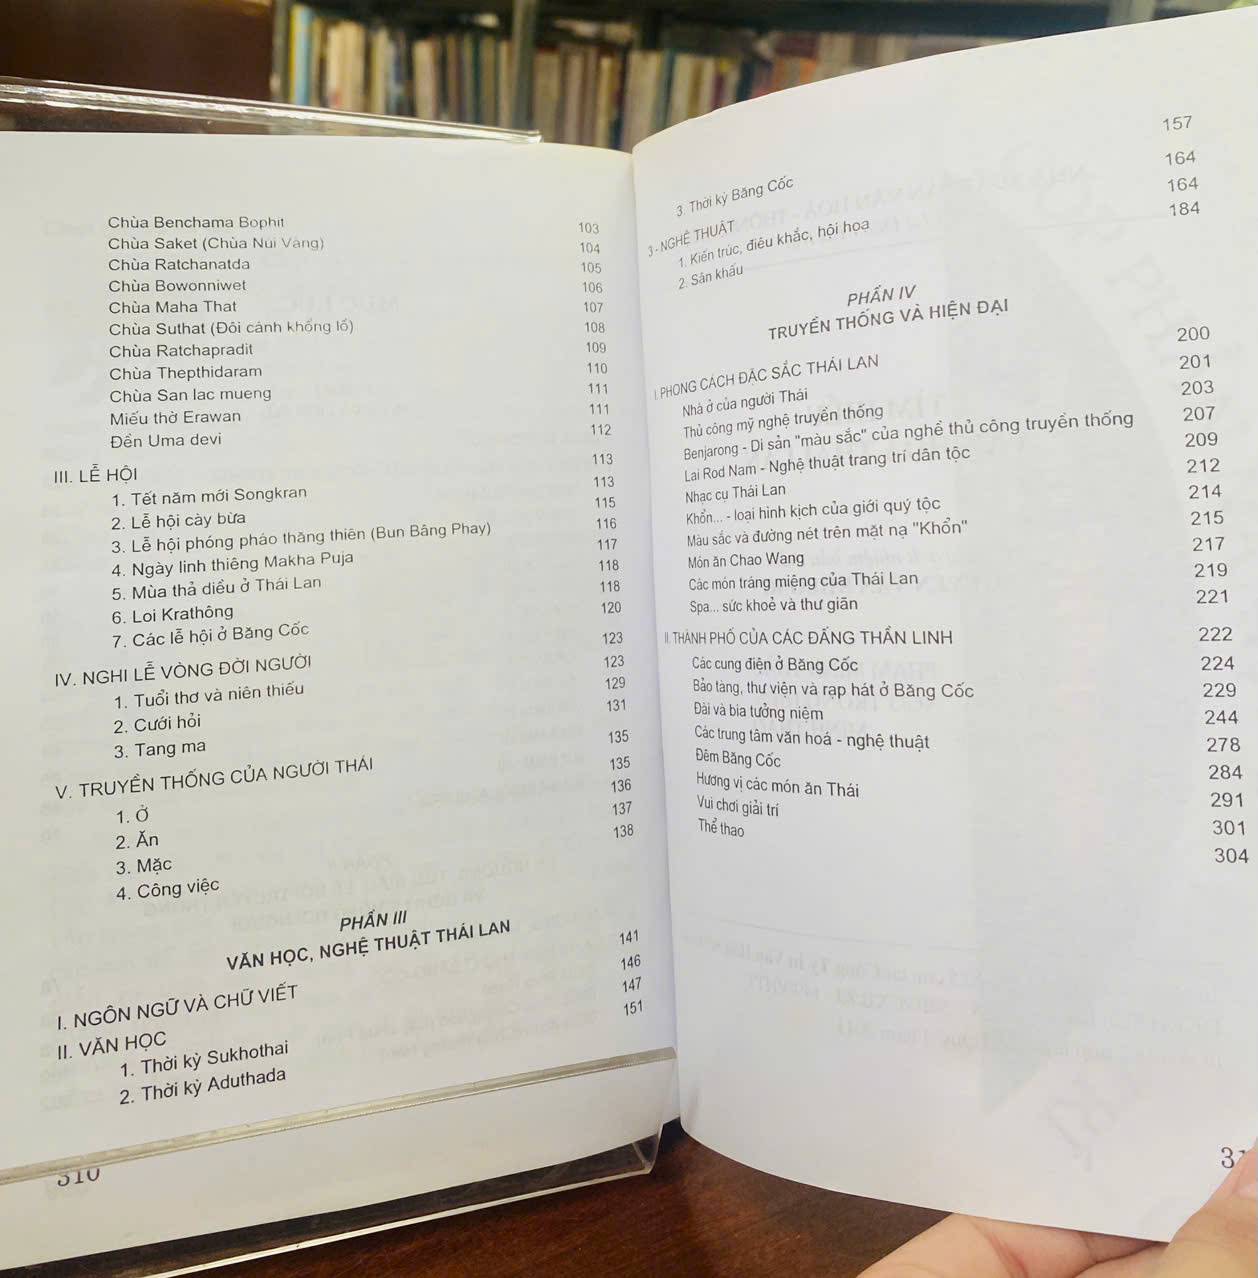 Chùa Benchama Bophit 103
Chùa Saket (Chùa Núi Vàng) 104
Chùa Ratchanatda 105
Chùa Bowonniwet 106
Chùa Maha That 107
Chùa Suthat (Đôi cánh khổng lồ) 108
Chùa Ratchapradit 109
Chùa Thepthidaram 110
Chùa San lac mueng 111
Miếu thờ Erawan 111
Đền Uma devi 112
III. LỄ HỘI 113
1. Tết năm mới Songkran 113
2. Lễ hội cày bừa 115
3. Lễ hội phóng pháo thăng thiên (Bun Bâng Phay) 116
4. Ngày linh thiêng Makha Puja 117
5. Mùa thả diều ở Thái Lan 118
6. Loi Krathông 118
7. Các lễ hội ở Băng Cốc 120
IV. NGHI LỄ VÒNG ĐỜI NGƯỜI 123
1. Tuổi thơ và niên thiếu 123
2. Cưới hỏi 129
3. Tang ma 131
V. TRUYỀN THỐNG CỦA NGƯỜI THÁI 135
1. Ở 135
2. Ăn 136
3. Mặc 137
4. Công việc 138
PHẦN III
VĂN HỌC, NGHỆ THUẬT THÁI LAN
I. NGÔN NGỮ VÀ CHỮ VIẾT 141
II. VĂN HỌC 146
1. Thời kỳ Sukhothai 147
2. Thời kỳ Aduthada 151
310
3. Thời kỳ Băng Cốc 157
3 - NGHỆ THUẬT 164
1. Kiến trúc, điêu khắc, hội họa 164
2. Sân khấu 184
PHẦN IV
TRUYỀN THỐNG VÀ HIỆN ĐẠI
I. PHONG CÁCH ĐẶC SẮC THÁI LAN 200
Nhà ở của người Thái 201
Thủ công mỹ nghệ truyền thống 203
Benjarong - Di sản "màu sắc" của nghề thủ công truyền thống 207
Lai Rod Nam - Nghệ thuật trang trí dân tộc 209
Nhạc cụ Thái Lan 212
Khổn... - loại hình kịch của giới quý tộc 214
Màu sắc và đường nét trên mặt nạ "Khổn" 215
Món ăn Chao Wang 217
Các món tráng miệng của Thái Lan 219
Spa... sức khoẻ và thư giãn 221
II. THÀNH PHỐ CỦA CÁC ĐẤNG THẦN LINH 222
Các cung điện ở Băng Cốc 224
Bảo tàng, thư viện và rạp hát ở Băng Cốc 229
Đài và bia tưởng niệm 244
Các trung tâm văn hoá - nghệ thuật 278
Đêm Băng Cốc 284
Hương vị các món ăn Thái 291
Vui chơi giải trí 301
Thể thao 304